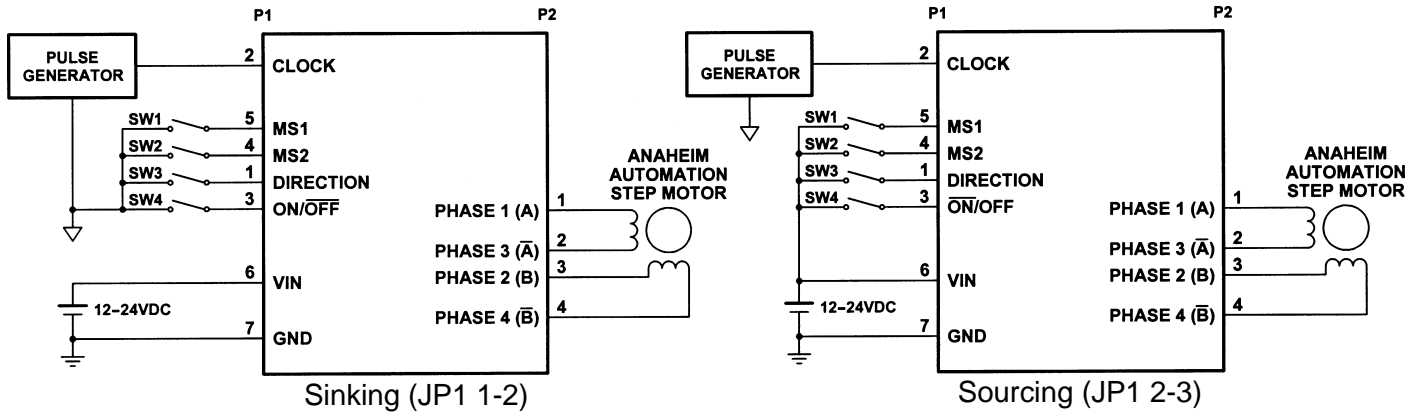 P1
P2
PULSE
GENERATOR
2
CLOCK
SW1
5
MS1
SW2
4
MS2
SW3
1
DIRECTION
SW4
3
ON/O̅F̅F̅
6
VIN
12–24VDC
7
GND
ANAHEIM
AUTOMATION
STEP MOTOR
PHASE 1 (A)
1
PHASE 3 (A̅)
2
PHASE 2 (B)
3
PHASE 4 (B̅)
4
Sinking (JP1 1-2)
P1
P2
PULSE
GENERATOR
2
CLOCK
SW1
5
MS1
SW2
4
MS2
SW3
1
DIRECTION
SW4
3
O̅N̅/OFF
6
VIN
12–24VDC
7
GND
ANAHEIM
AUTOMATION
STEP MOTOR
PHASE 1 (A)
1
PHASE 3 (A̅)
2
PHASE 2 (B)
3
PHASE 4 (B̅)
4
Sourcing (JP1 2-3)